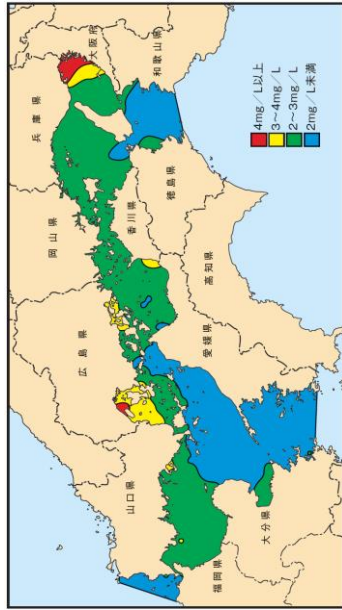 兵庫県
大阪府
和歌山県
岡山県
香川県
徳島県
広島県
愛媛県
高知県
山口県
福岡県
大分県
4mg/L以上
3～4mg/L
2～3mg/L
2mg/L未満